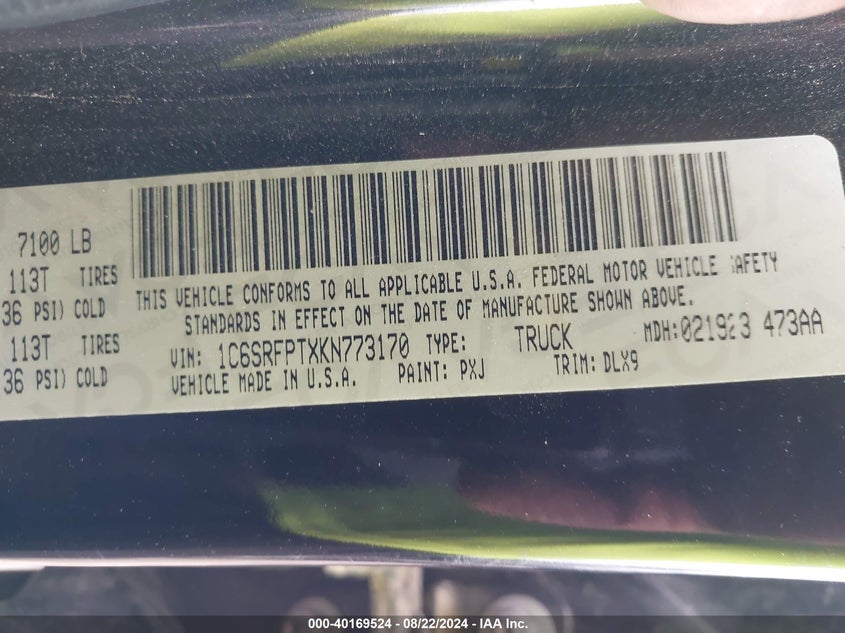 7100 LB
113T TIRES
36 PSI) COLD
113T TIRES
36 PSI) COLD
THIS VEHICLE CONFORMS TO ALL APPLICABLE U.S.A. FEDERAL MOTOR VEHICLE SAFETY
STANDARDS IN EFFECT ON THE DATE OF MANUFACTURE SHOWN ABOVE.
VIN: 1C6SRFPTXKN773170 TYPE: TRUCK MDH:021923 473AA
VEHICLE MADE IN U.S.A. PAINT: PXJ TRIM: DLX9
000-40169524 - 08/22/2024 - IAA Inc.